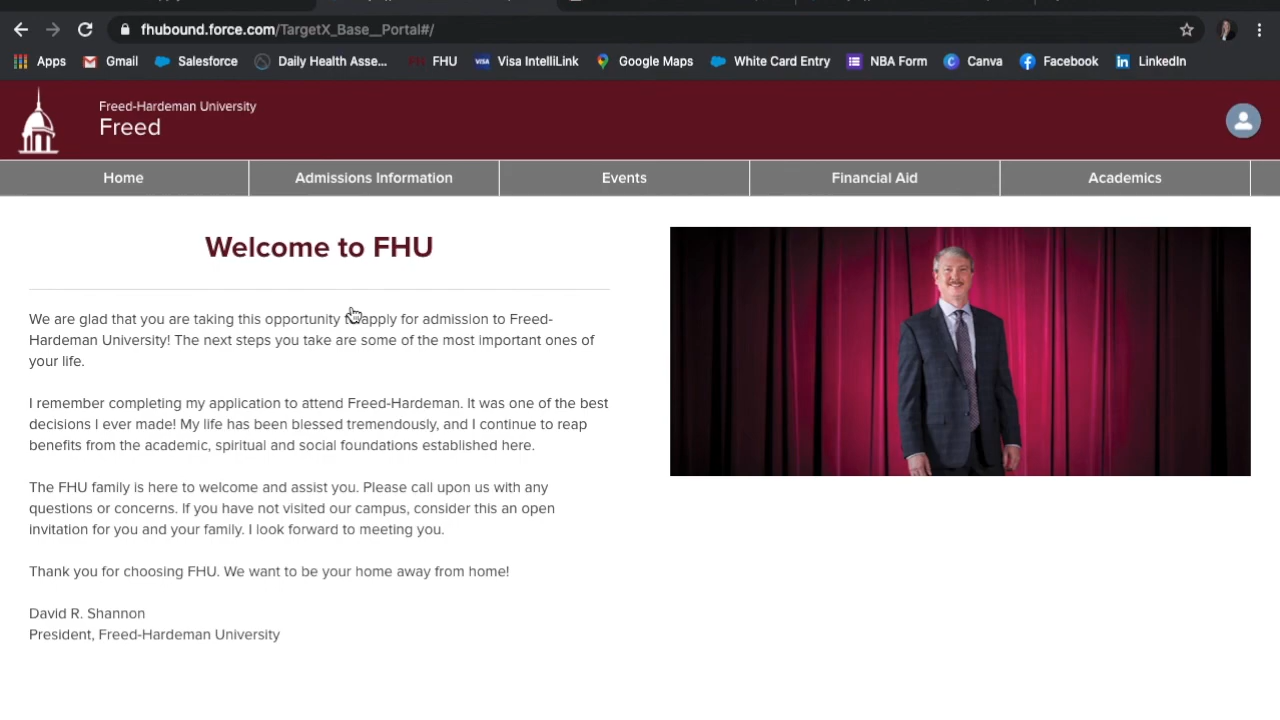 fhubound.force.com/TargetX_Base__Portal#/
Apps Gmail Salesforce Daily Health Asse... FHU VISA Visa IntelliLink Google Maps White Card Entry NBA Form Canva Facebook LinkedIn
Freed-Hardeman University
Freed
Home Admissions Information Events Financial Aid Academics
Welcome to FHU
We are glad that you are taking this opportunity to apply for admission to Freed-
Hardeman University! The next steps you take are some of the most important ones of
your life.
I remember completing my application to attend Freed-Hardeman. It was one of the best
decisions I ever made! My life has been blessed tremendously, and I continue to reap
benefits from the academic, spiritual and social foundations established here.
The FHU family is here to welcome and assist you. Please call upon us with any
questions or concerns. If you have not visited our campus, consider this an open
invitation for you and your family. I look forward to meeting you.
Thank you for choosing FHU. We want to be your home away from home!
David R. Shannon
President, Freed-Hardeman University